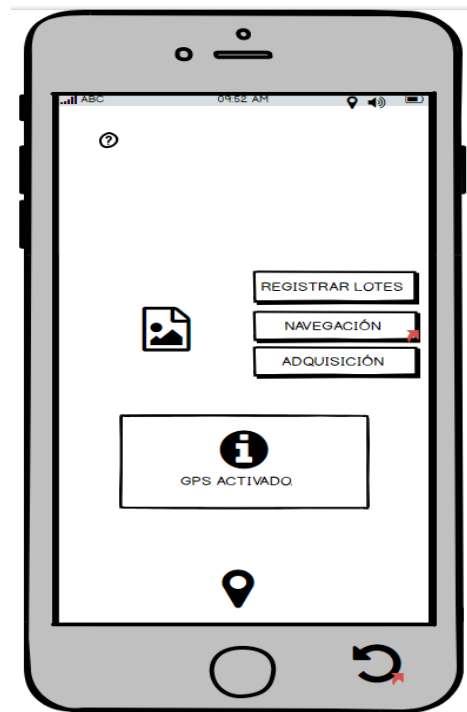 ABC 09:52 AM
REGISTRAR LOTES
NAVEGACIÓN
ADQUISICIÓN
GPS ACTIVADO.